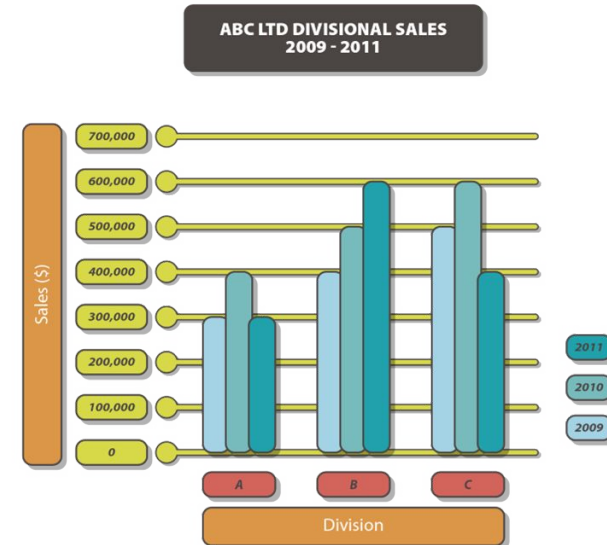 ABC LTD DIVISIONAL SALES
2009 - 2011
Sales ($)
700,000
600,000
500,000
400,000
300,000
200,000
100,000
0
2011
2010
2009
A
B
C
Division